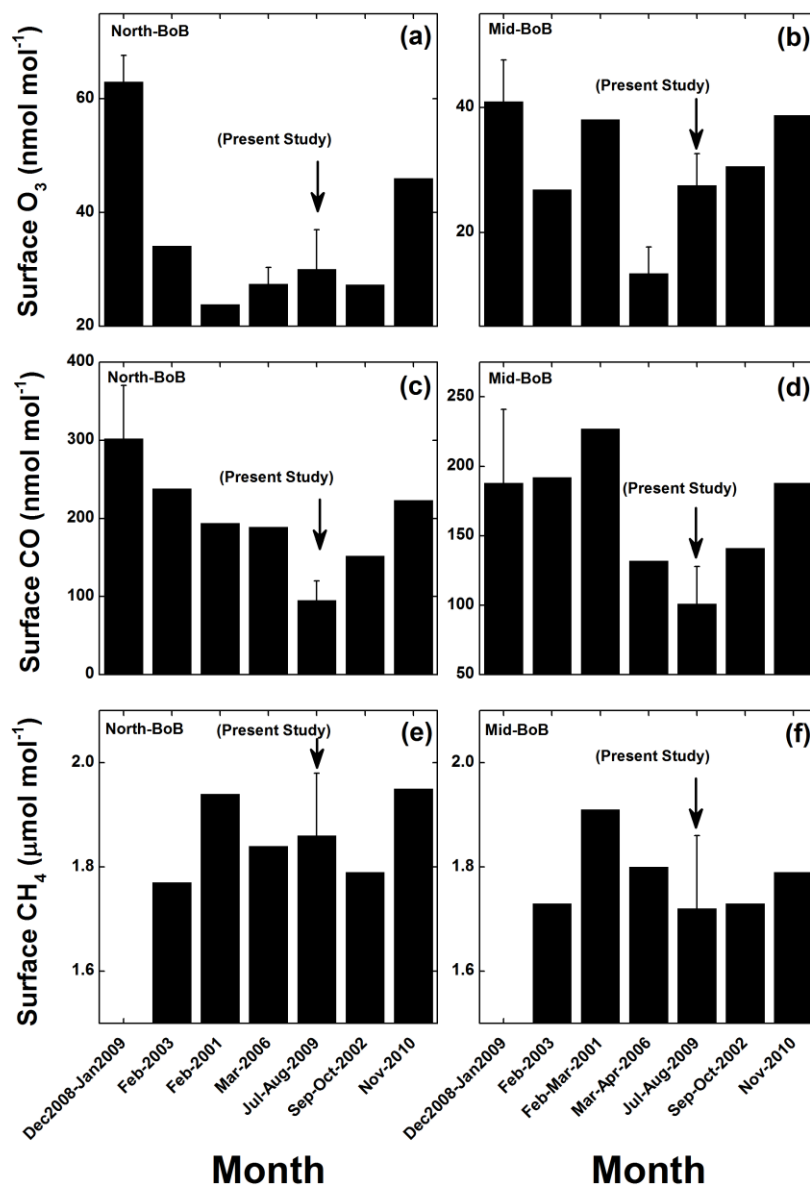 North-BoB
(a)
(Present Study)
Surface O3 (nmol mol-1)
60
40
20
Mid-BoB
(b)
(Present Study)
40
20
North-BoB
(c)
(Present Study)
Surface CO (nmol mol-1)
400
300
200
100
0
Mid-BoB
(d)
(Present Study)
250
200
150
100
50
North-BoB
(e)
(Present Study)
Surface CH4 (μmol mol-1)
2.0
1.8
1.6
Mid-BoB
(f)
(Present Study)
2.0
1.8
1.6
Dec2008-Jan2009
Feb-2003
Feb-2001
Mar-2006
Jul-Aug-2009
Sep-Oct-2002
Nov-2010
Month
Dec2008-Jan2009
Feb-2003
Feb-Mar-2001
Mar-Apr-2006
Jul-Aug-2009
Sep-Oct-2002
Nov-2010
Month